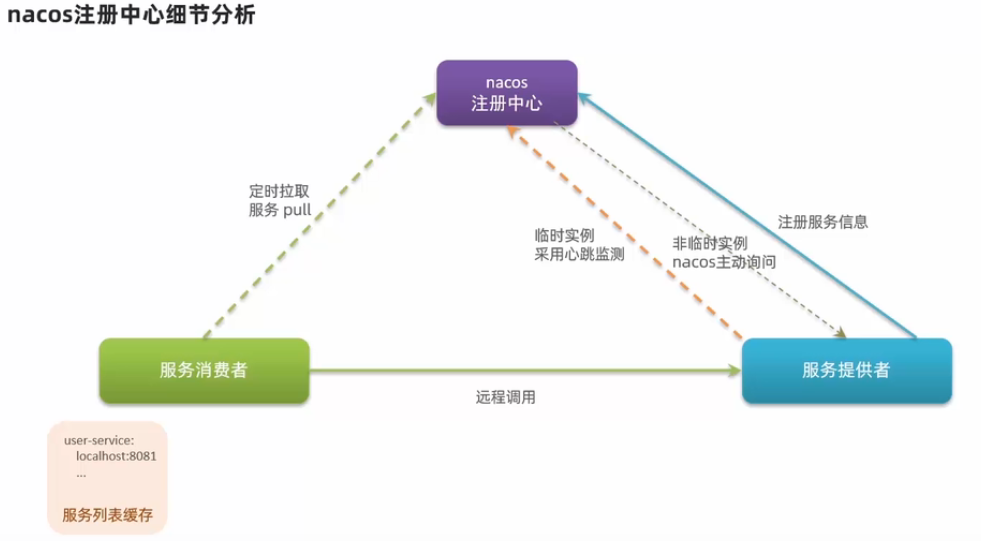 nacos注册中心细节分析
nacos
注册中心
定时拉取
服务 pull
临时实例
采用心跳监测
非临时实例
nacos主动询问
注册服务信息
服务消费者
远程调用
服务提供者
user-service:
localhost:8081
...
服务列表缓存